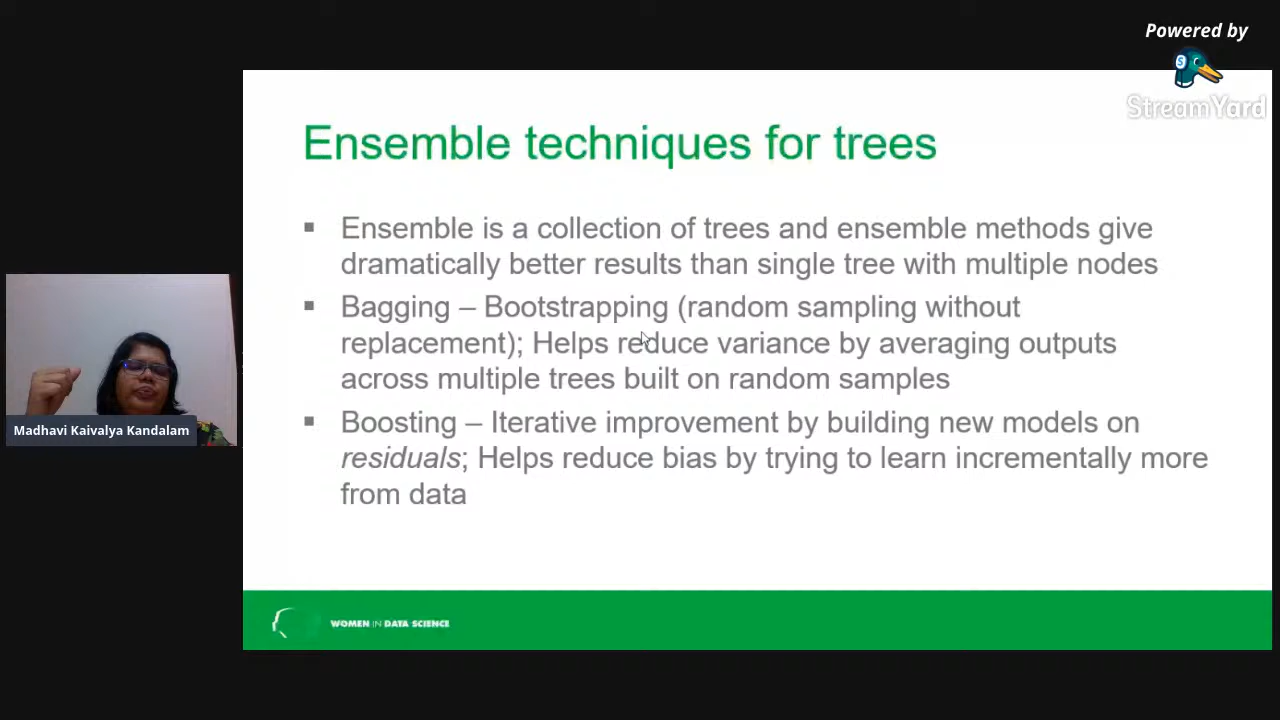 Powered by
StreamYard
Ensemble techniques for trees
▪ Ensemble is a collection of trees and ensemble methods give
dramatically better results than single tree with multiple nodes
▪ Bagging – Bootstrapping (random sampling without
replacement); Helps reduce variance by averaging outputs
across multiple trees built on random samples
▪ Boosting – Iterative improvement by building new models on
residuals; Helps reduce bias by trying to learn incrementally more
from data
Madhavi Kaivalya Kandalam
WOMEN IN DATA SCIENCE